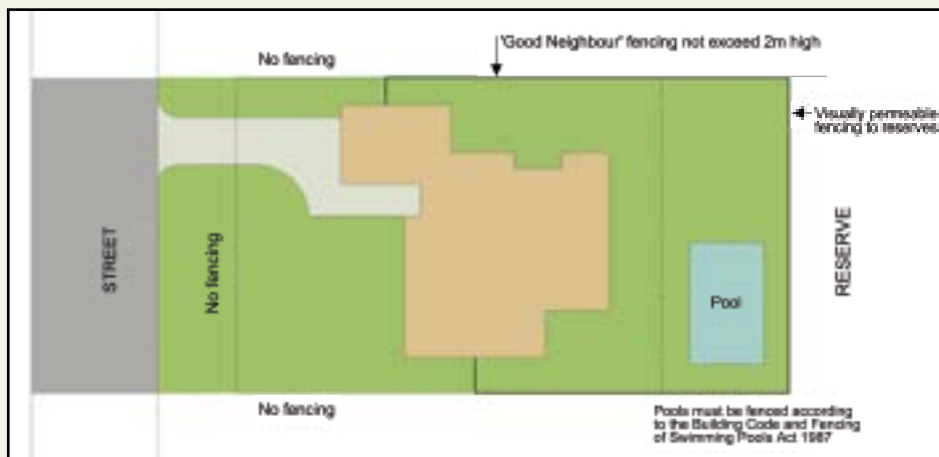 'Good Neighbour' fencing not exceed 2m high
No fencing
Visually permeable
fencing to reserves
STREET
No fencing
Pool
RESERVE
No fencing
Pools must be fenced according
to the Building Code and Fencing
of Swimming Pools Act 1987